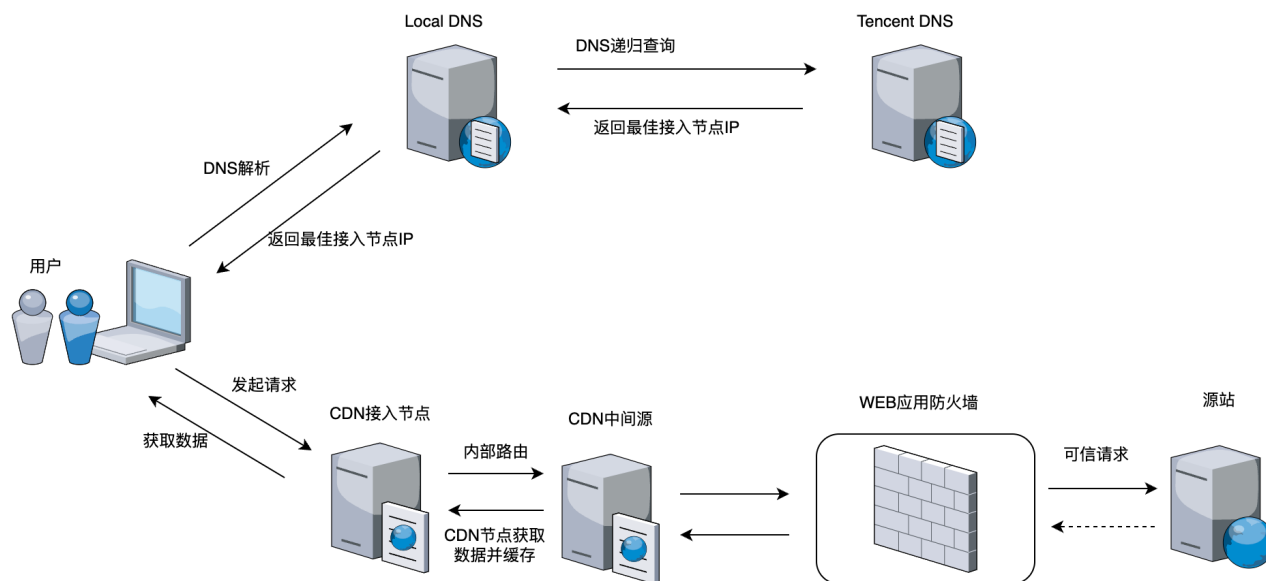 Local DNS
Tencent DNS
DNS递归查询
返回最佳接入节点IP
DNS解析
返回最佳接入节点IP
用户
发起请求
获取数据
CDN接入节点
内部路由
CDN节点获取
数据并缓存
CDN中间源
WEB应用防火墙
可信请求
源站